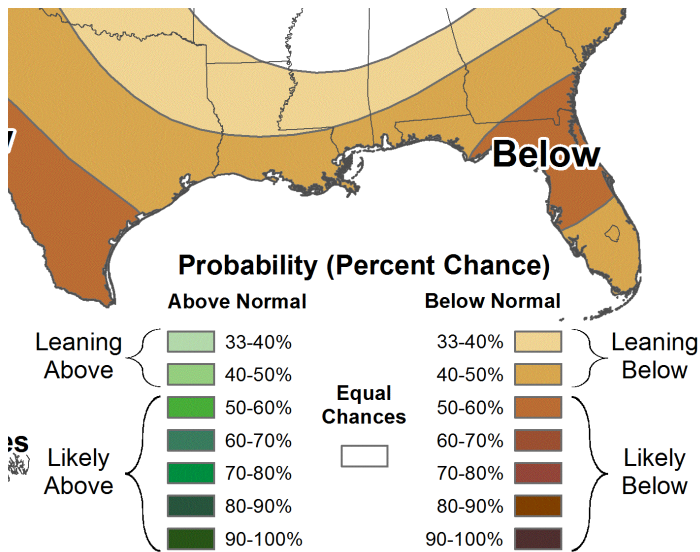 Below
Probability (Percent Chance)
Above Normal
Below Normal
Leaning
Above
33-40%
40-50%
50-60%
60-70%
70-80%
80-90%
90-100%
Likely
Above
Equal
Chances
33-40%
40-50%
50-60%
60-70%
70-80%
80-90%
90-100%
Leaning
Below
Likely
Below